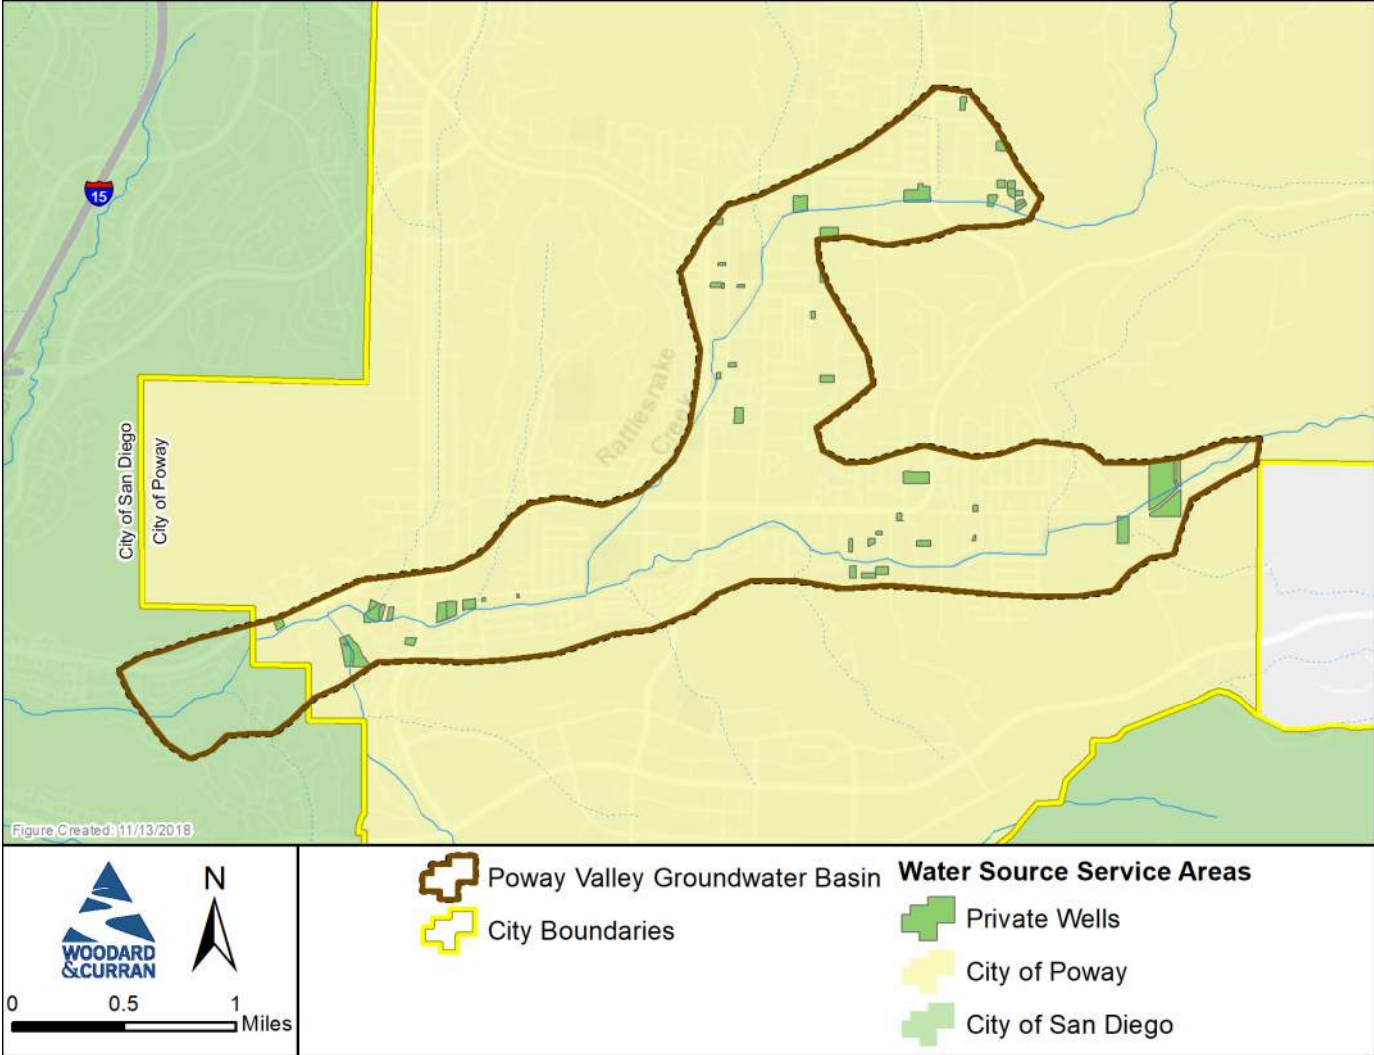 15
Rattlesnake
Creek
City of San Diego
City of Poway
Figure Created: 11/13/2018
WOODARD
&CURRAN
N
0 0.5 1
Miles
Poway Valley Groundwater Basin
City Boundaries
Water Source Service Areas
Private Wells
City of Poway
City of San Diego